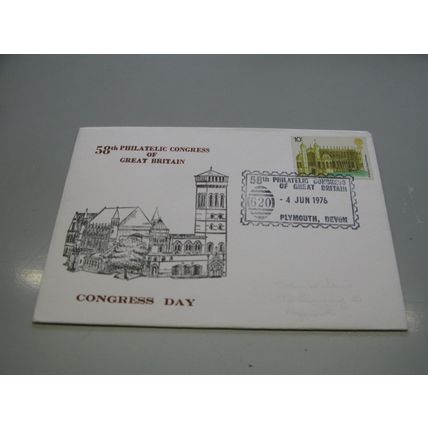 58th PHILATELIC CONGRESS
OF
GREAT BRITAIN
10p
58th PHILATELIC CONGRESS
OF GREAT BRITAIN
620
- 4 JUN 1976
PLYMOUTH, DEVON
CONGRESS DAY